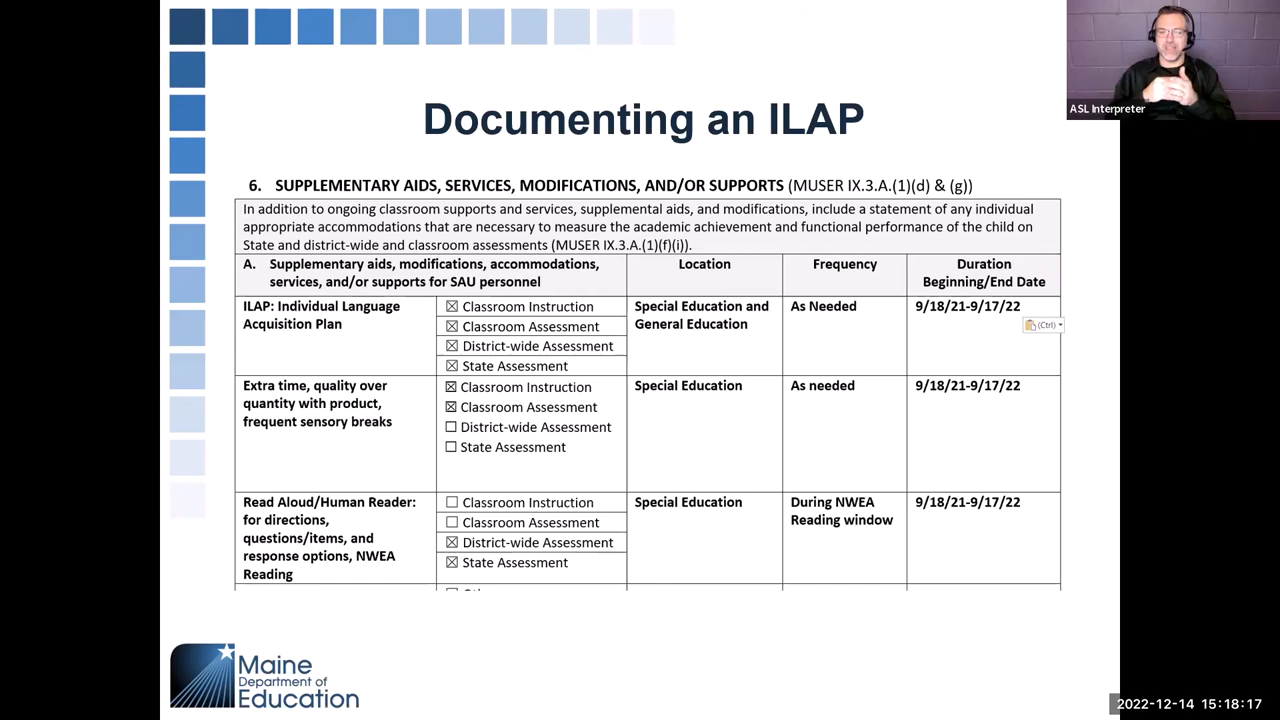 ASL Interpreter
Documenting an ILAP
6. SUPPLEMENTARY AIDS, SERVICES, MODIFICATIONS, AND/OR SUPPORTS (MUSER IX.3.A.(1)(d) & (g))
In addition to ongoing classroom supports and services, supplemental aids, and modifications, include a statement of any individual
appropriate accommodations that are necessary to measure the academic achievement and functional performance of the child on
State and district-wide and classroom assessments (MUSER IX.3.A.(1)(f)(i)).
A. Supplementary aids, modifications, accommodations,
services, and/or supports for SAU personnel
Location
Frequency
Duration
Beginning/End Date
ILAP: Individual Language
Acquisition Plan
☒ Classroom Instruction
☒ Classroom Assessment
☒ District-wide Assessment
☒ State Assessment
Special Education and
General Education
As Needed
9/18/21-9/17/22
(Ctrl)
Extra time, quality over
quantity with product,
frequent sensory breaks
☒ Classroom Instruction
☒ Classroom Assessment
☐ District-wide Assessment
☐ State Assessment
Special Education
As needed
9/18/21-9/17/22
Read Aloud/Human Reader:
for directions,
questions/items, and
response options, NWEA
Reading
☐ Classroom Instruction
☐ Classroom Assessment
☒ District-wide Assessment
☒ State Assessment
Special Education
During NWEA
Reading window
9/18/21-9/17/22
Maine
Department of
Education
2022-12-14 15:18:17